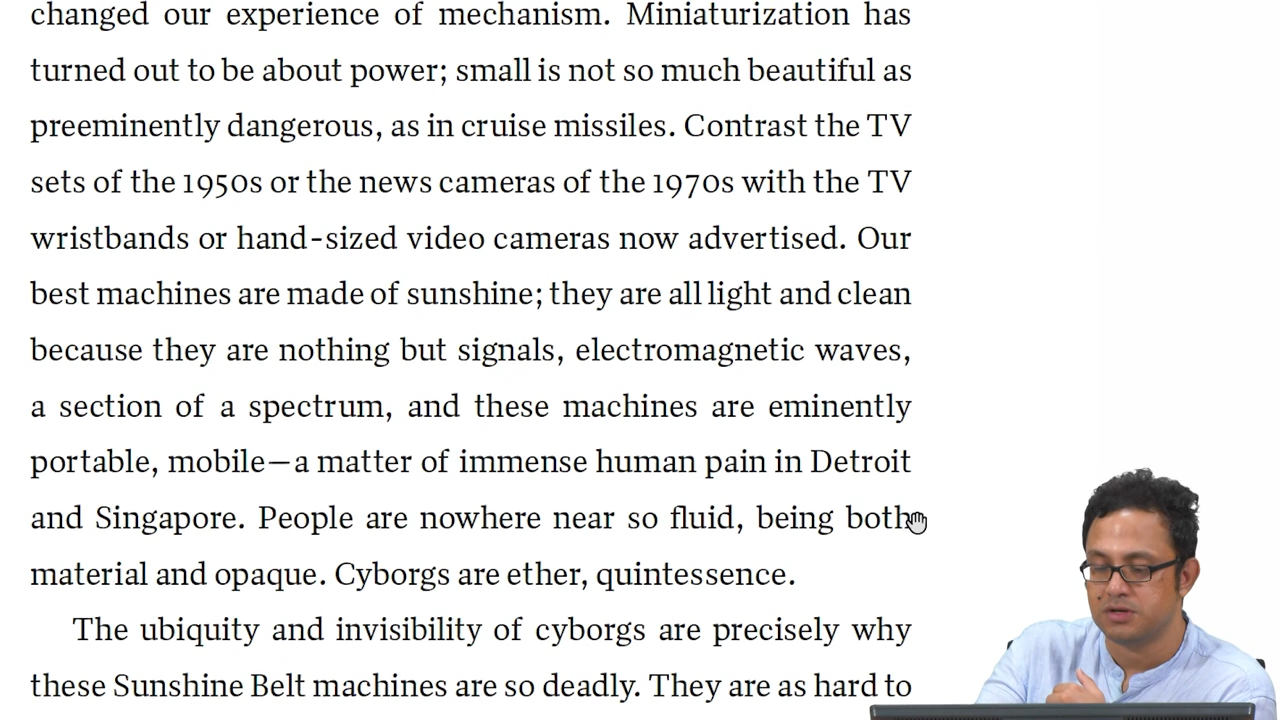 changed our experience of mechanism. Miniaturization has
turned out to be about power; small is not so much beautiful as
preeminently dangerous, as in cruise missiles. Contrast the TV
sets of the 1950s or the news cameras of the 1970s with the TV
wristbands or hand-sized video cameras now advertised. Our
best machines are made of sunshine; they are all light and clean
because they are nothing but signals, electromagnetic waves,
a section of a spectrum, and these machines are eminently
portable, mobile—a matter of immense human pain in Detroit
and Singapore. People are nowhere near so fluid, being both
material and opaque. Cyborgs are ether, quintessence.
The ubiquity and invisibility of cyborgs are precisely why
these Sunshine Belt machines are so deadly. They are as hard to